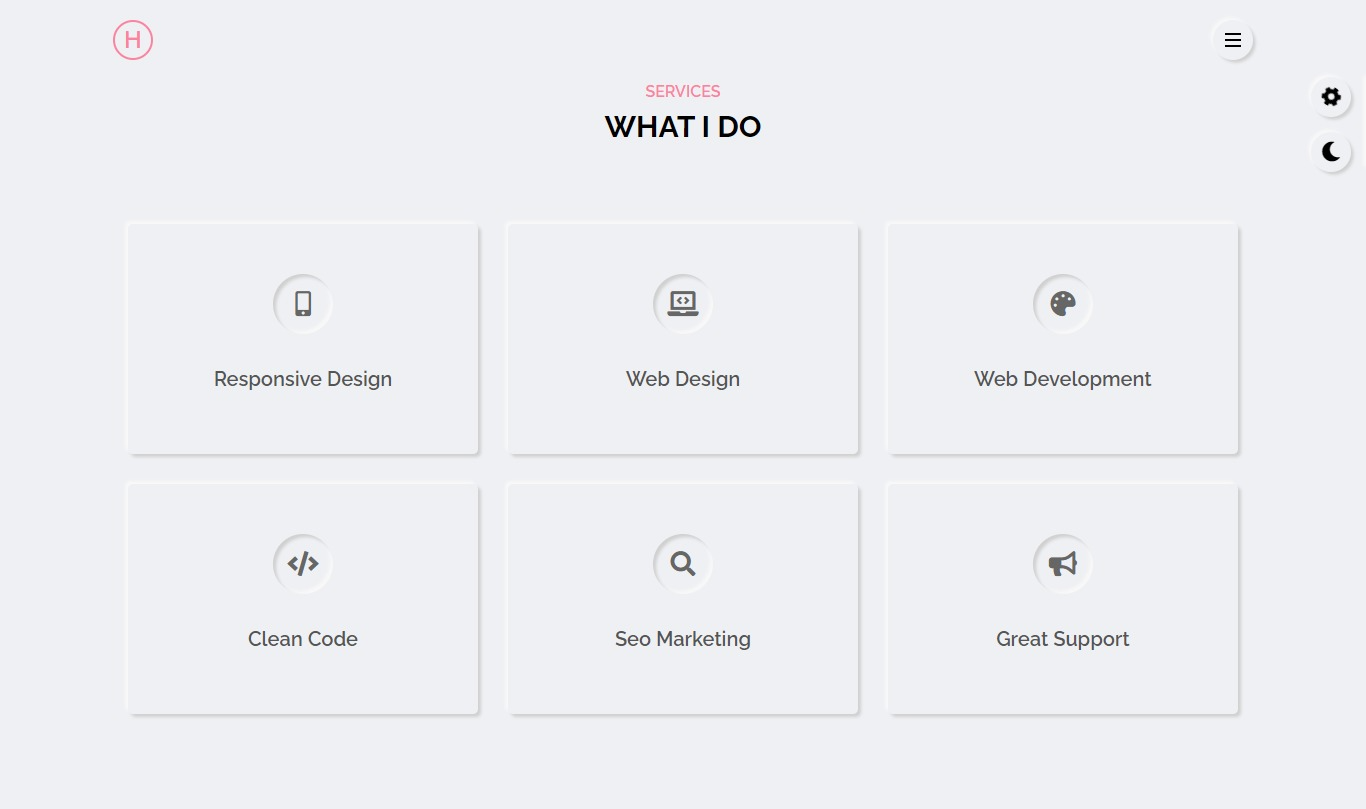 H
SERVICES
WHAT I DO
Responsive Design
Web Design
Web Development
Clean Code
Seo Marketing
Great Support